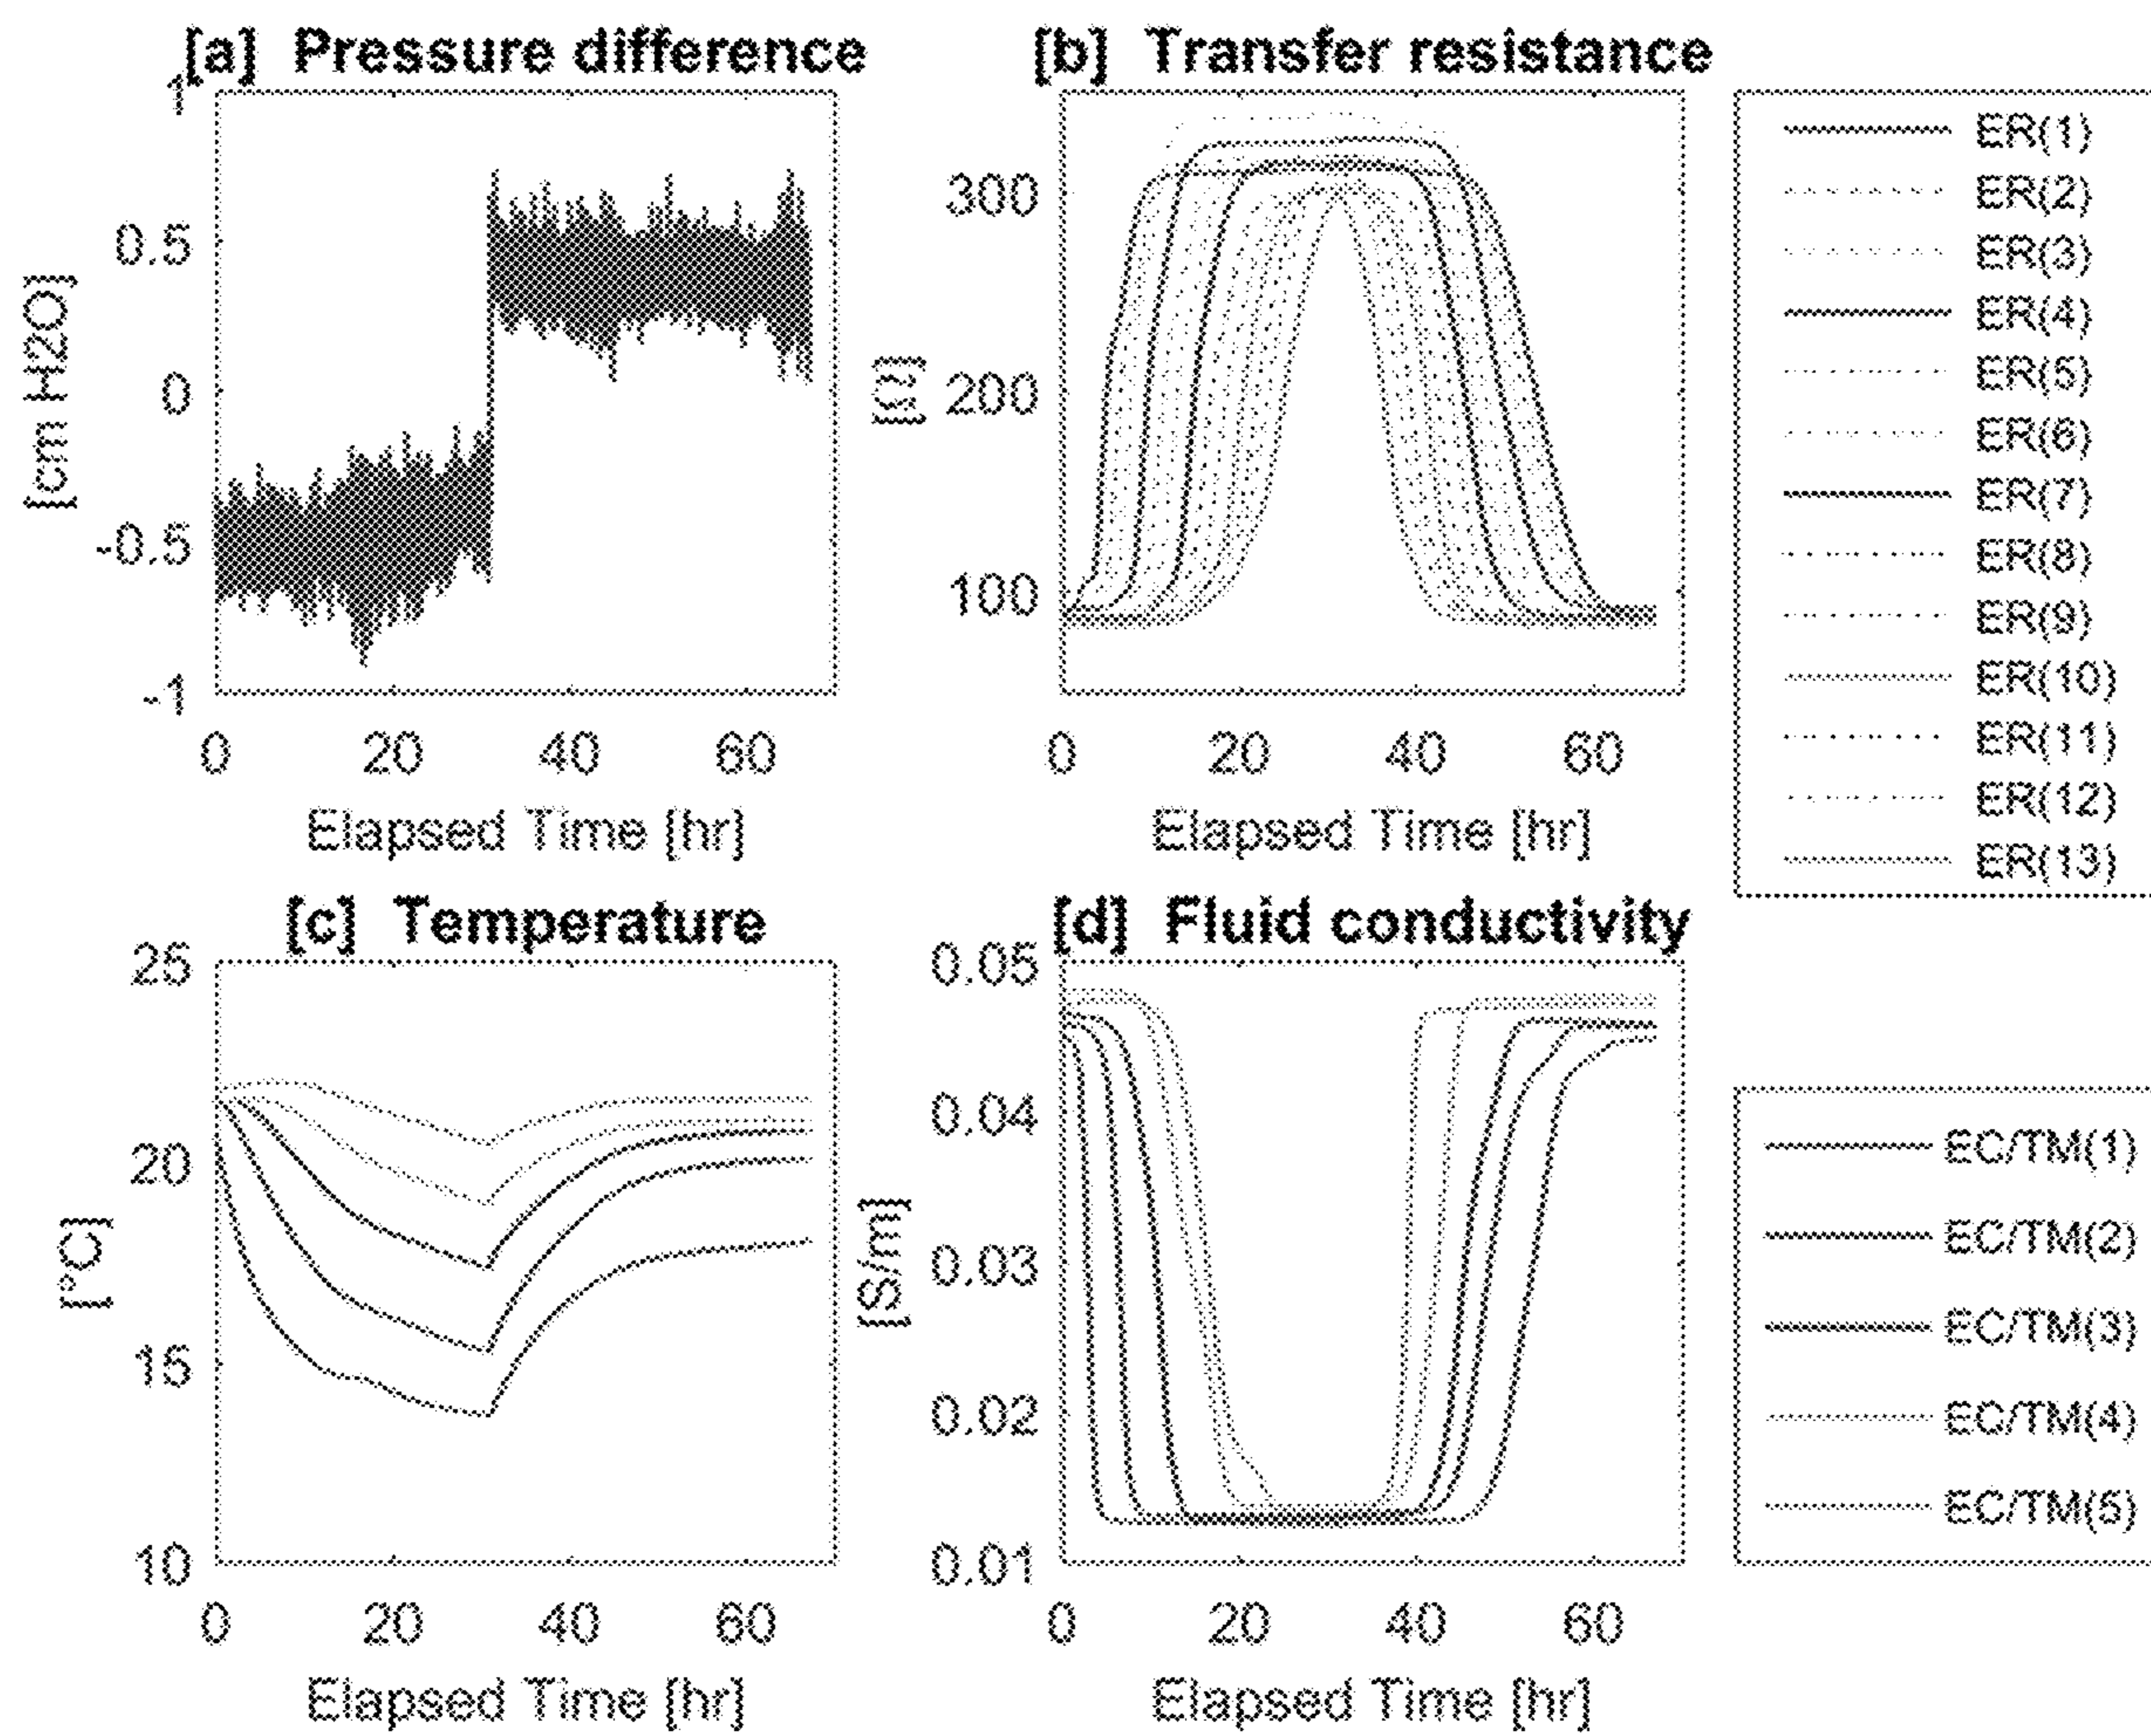 [a] Pressure difference
1
0.5
0
-0.5
-1
[cm H2O]
0 20 40 60
Elapsed Time [hr]
[b] Transfer resistance
300
200
100
[Ω]
0 20 40 60
Elapsed Time [hr]
ER(1)
ER(2)
ER(3)
ER(4)
ER(5)
ER(6)
ER(7)
ER(8)
ER(9)
ER(10)
ER(11)
ER(12)
ER(13)
[c] Temperature
25
20
15
10
[°C]
0 20 40 60
Elapsed Time [hr]
[d] Fluid conductivity
0.05
0.04
0.03
0.02
0.01
[S/m]
0 20 40 60
Elapsed Time [hr]
EC/TM(1)
EC/TM(2)
EC/TM(3)
EC/TM(4)
EC/TM(5)